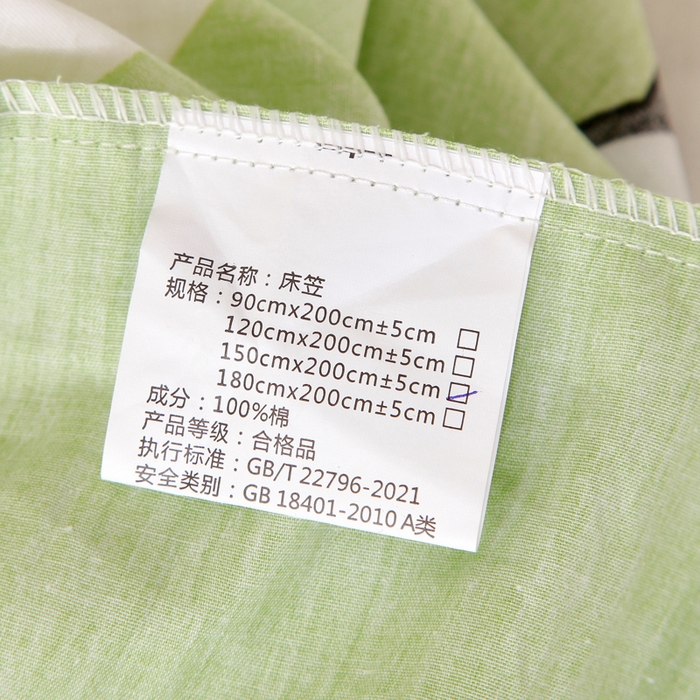 产品名称：床笠
规格：90cmx200cm±5cm □
120cmx200cm±5cm □
150cmx200cm±5cm ☑
180cmx200cm±5cm □
成分：100%棉
产品等级：合格品
执行标准：GB/T 22796-2021
安全类别：GB 18401-2010 A类